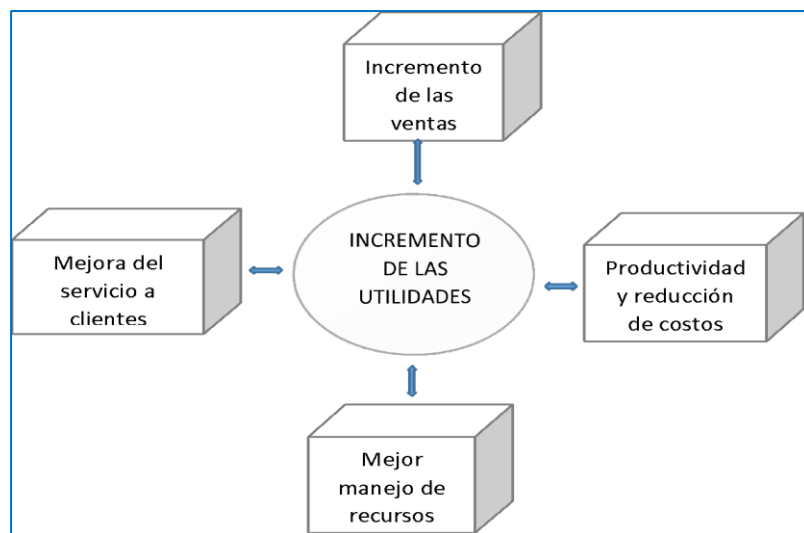 Incremento
de las
ventas
Mejora del
servicio a
clientes
INCREMENTO
DE LAS
UTILIDADES
Productividad
y reducción
de costos
Mejor
manejo de
recursos